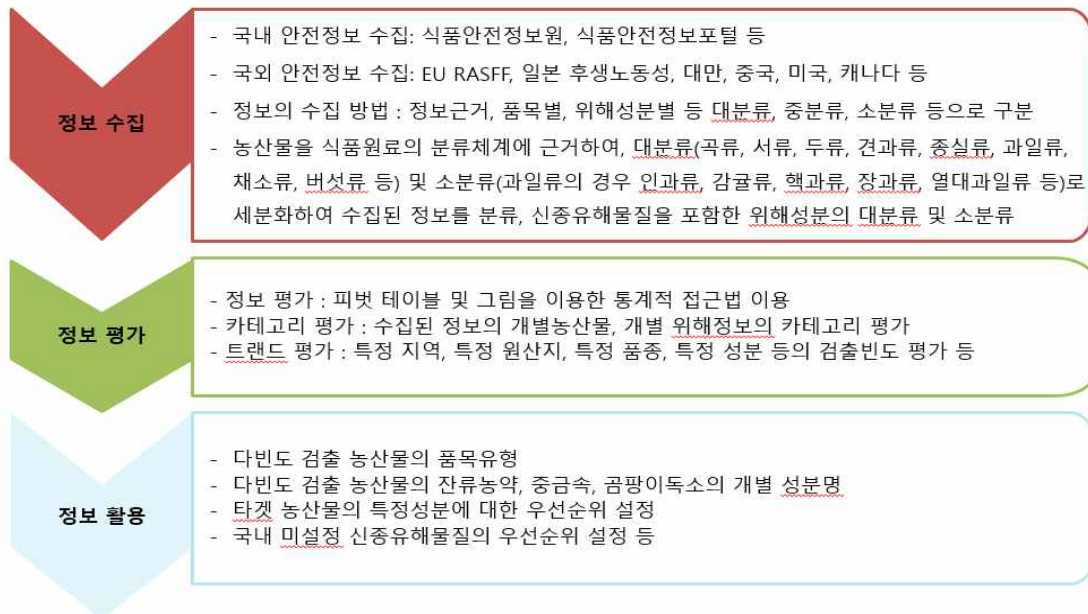 정보 수집
- 국내 안전정보 수집: 식품안전정보원, 식품안전정보포털 등
- 국외 안전정보 수집: EU RASFF, 일본 후생노동성, 대만, 중국, 미국, 캐나다 등
- 정보의 수집 방법 : 정보근거, 품목별, 위해성분별 등 대분류, 중분류, 소분류 등으로 구분
- 농산물을 식품원료의 분류체계에 근거하여, 대분류(곡류, 서류, 두류, 견과류, 종실류, 과일류,
채소류, 버섯류 등) 및 소분류(과일류의 경우 인과류, 감귤류, 핵과류, 장과류, 열대과일류 등)로
세분화하여 수집된 정보를 분류, 신종유해물질을 포함한 위해성분의 대분류 및 소분류
정보 평가
- 정보 평가 : 피벗 테이블 및 그림을 이용한 통계적 접근법 이용
- 카테고리 평가 : 수집된 정보의 개별농산물, 개별 위해정보의 카테고리 평가
- 트랜드 평가 : 특정 지역, 특정 원산지, 특정 품종, 특정 성분 등의 검출빈도 평가 등
정보 활용
- 다빈도 검출 농산물의 품목유형
- 다빈도 검출 농산물의 잔류농약, 중금속, 곰팡이독소의 개별 성분명
- 타겟 농산물의 특정성분에 대한 우선순위 설정
- 국내 미설정 신종유해물질의 우선순위 설정 등